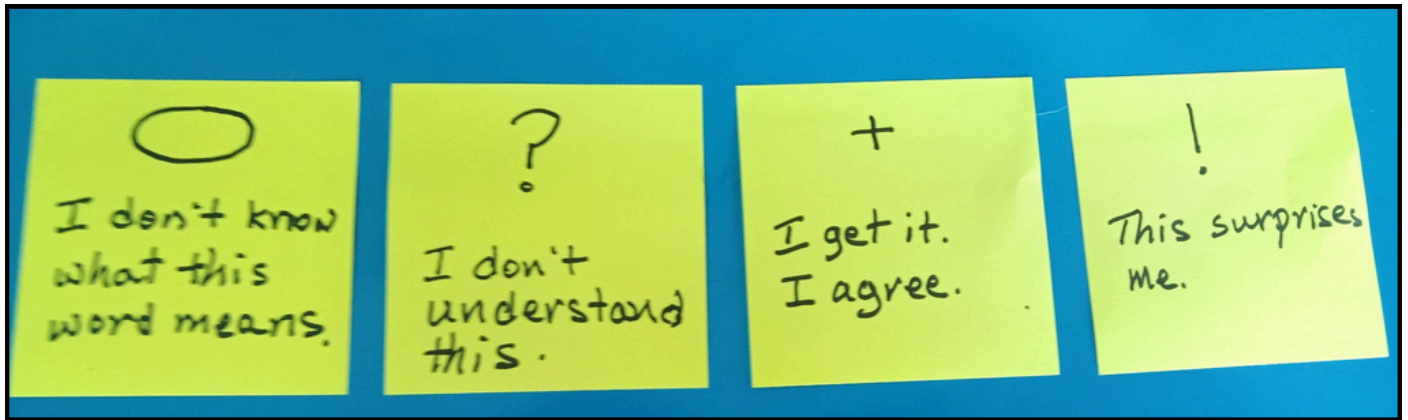 ?
+
!
I don't know
what this
word means.
I don't
understand
this.
I get it.
I agree.
This surprises
me.